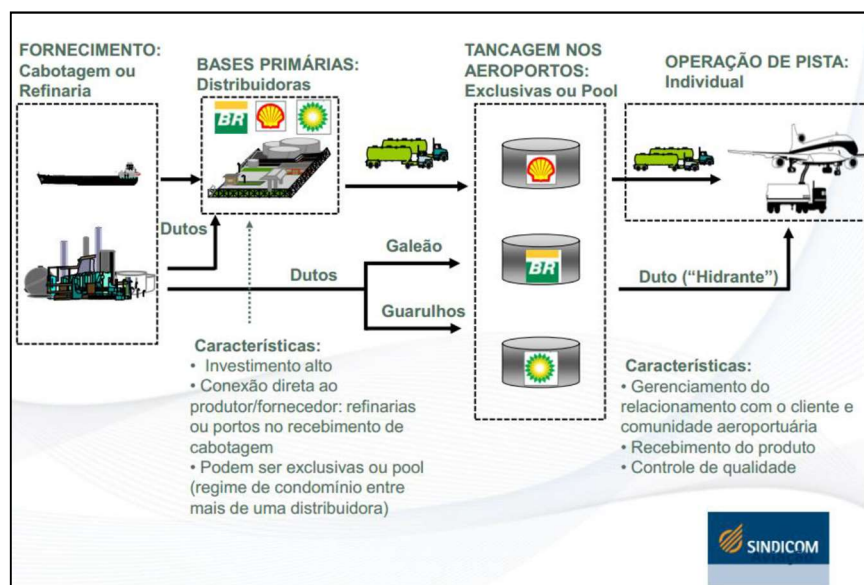 FORNECIMENTO:
Cabotagem ou
Refinaria
BASES PRIMÁRIAS:
Distribuidoras
TANCAGEM NOS
AEROPORTOS:
Exclusivas ou Pool
OPERAÇÃO DE PISTA:
Individual
BR
Dutos
Dutos
Galeão
Guarulhos
BR
Duto (“Hidrante”)
Características:
• Investimento alto
• Conexão direta ao
produtor/fornecedor: refinarias
ou portos no recebimento de
cabotagem
• Podem ser exclusivas ou pool
(regime de condomínio entre
mais de uma distribuidora)
Características:
• Gerenciamento do
relacionamento com o cliente e
comunidade aeroportuária
• Recebimento do produto
• Controle de qualidade
SINDICOM